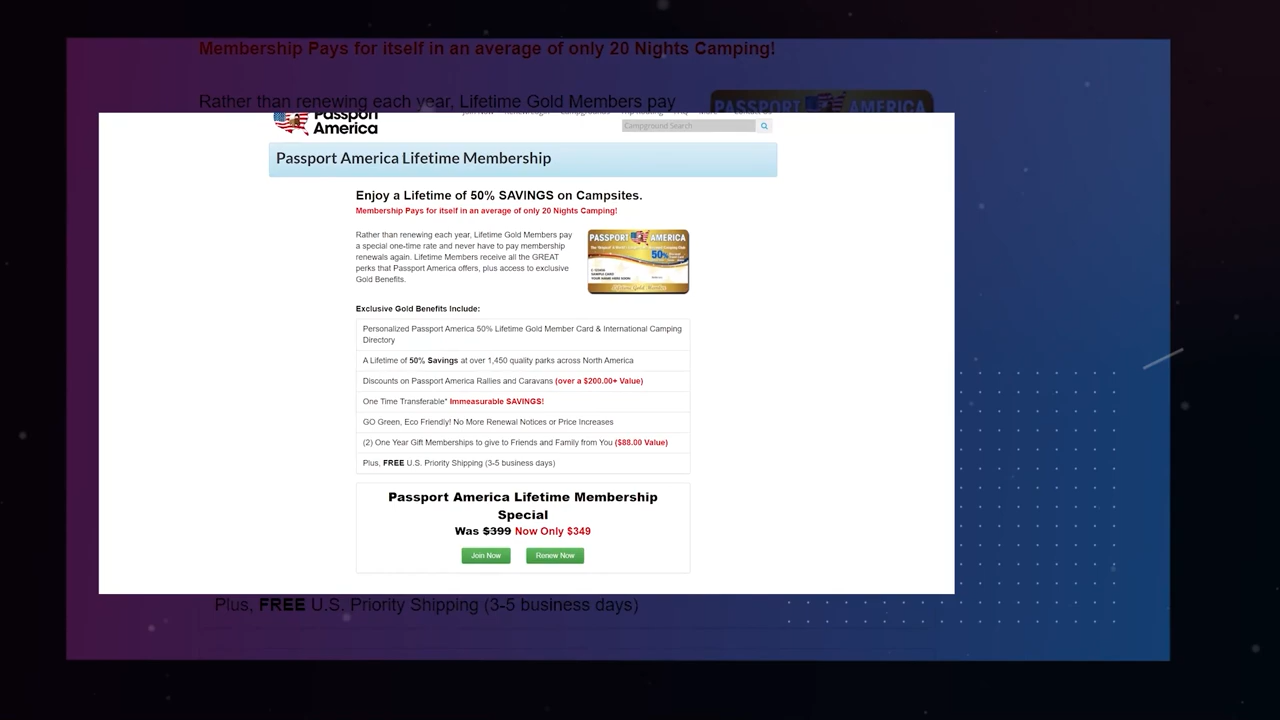 Membership Pays for itself in an average of only 20 Nights Camping!
Rather than renewing each year, Lifetime Gold Members pay
PASSPORT AMERICA
Passport
America
Campground Search
Passport America Lifetime Membership
Enjoy a Lifetime of 50% SAVINGS on Campsites.
Membership Pays for itself in an average of only 20 Nights Camping!
Rather than renewing each year, Lifetime Gold Members pay
a special one-time rate and never have to pay membership
renewals again. Lifetime Members receive all the GREAT
perks that Passport America offers, plus access to exclusive
Gold Benefits.
PASSPORT AMERICA
50%
Lifetime Gold Member
Exclusive Gold Benefits Include:
Personalized Passport America 50% Lifetime Gold Member Card & International Camping
Directory
A Lifetime of 50% Savings at over 1,450 quality parks across North America
Discounts on Passport America Rallies and Caravans (over a $200.00+ Value)
One Time Transferable* Immeasurable SAVINGS!
GO Green, Eco Friendly! No More Renewal Notices or Price Increases
(2) One Year Gift Memberships to give to Friends and Family from You ($88.00 Value)
Plus, FREE U.S. Priority Shipping (3-5 business days)
Passport America Lifetime Membership
Special
Was $399 Now Only $349
Join Now Renew Now
Plus, FREE U.S. Priority Shipping (3-5 business days)